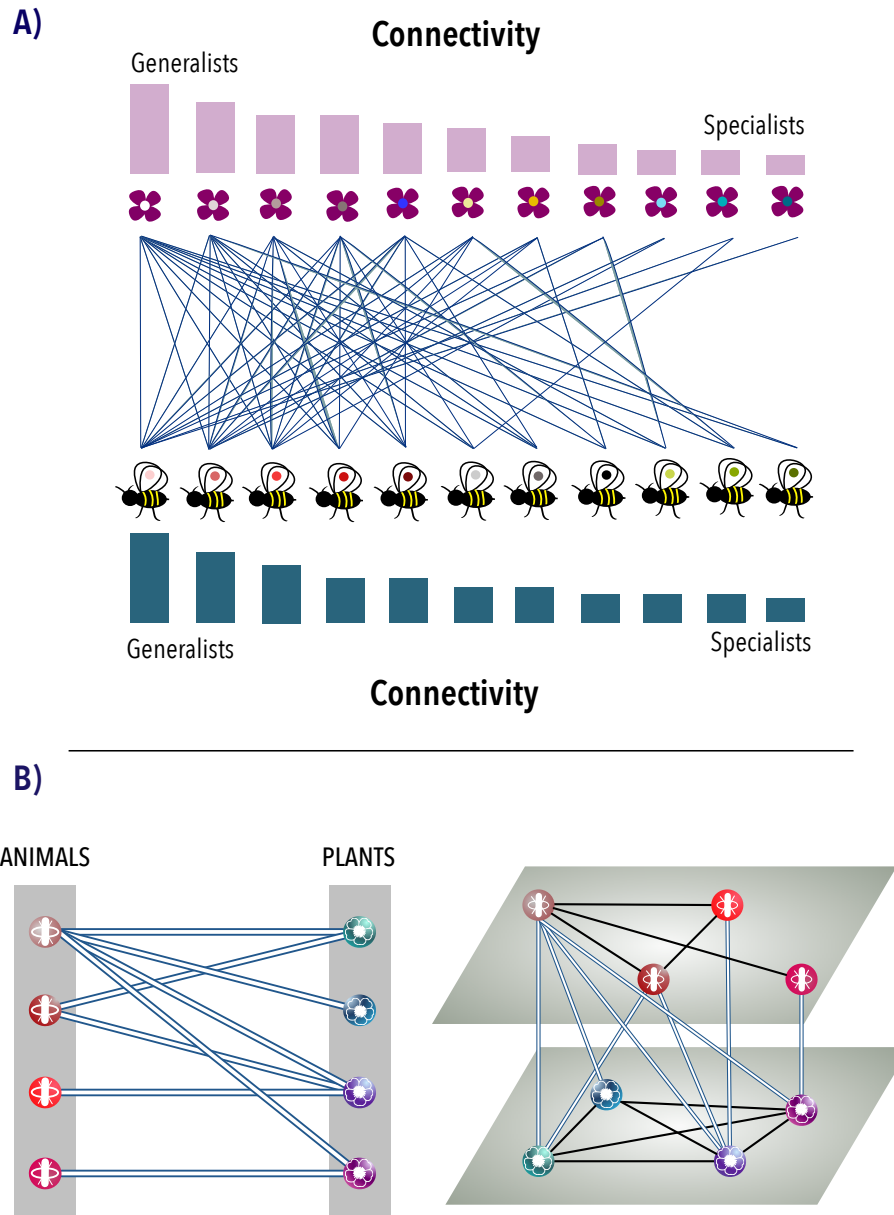 A)
Connectivity
Generalists
Specialists
Generalists
Specialists
Connectivity
B)
ANIMALS
PLANTS